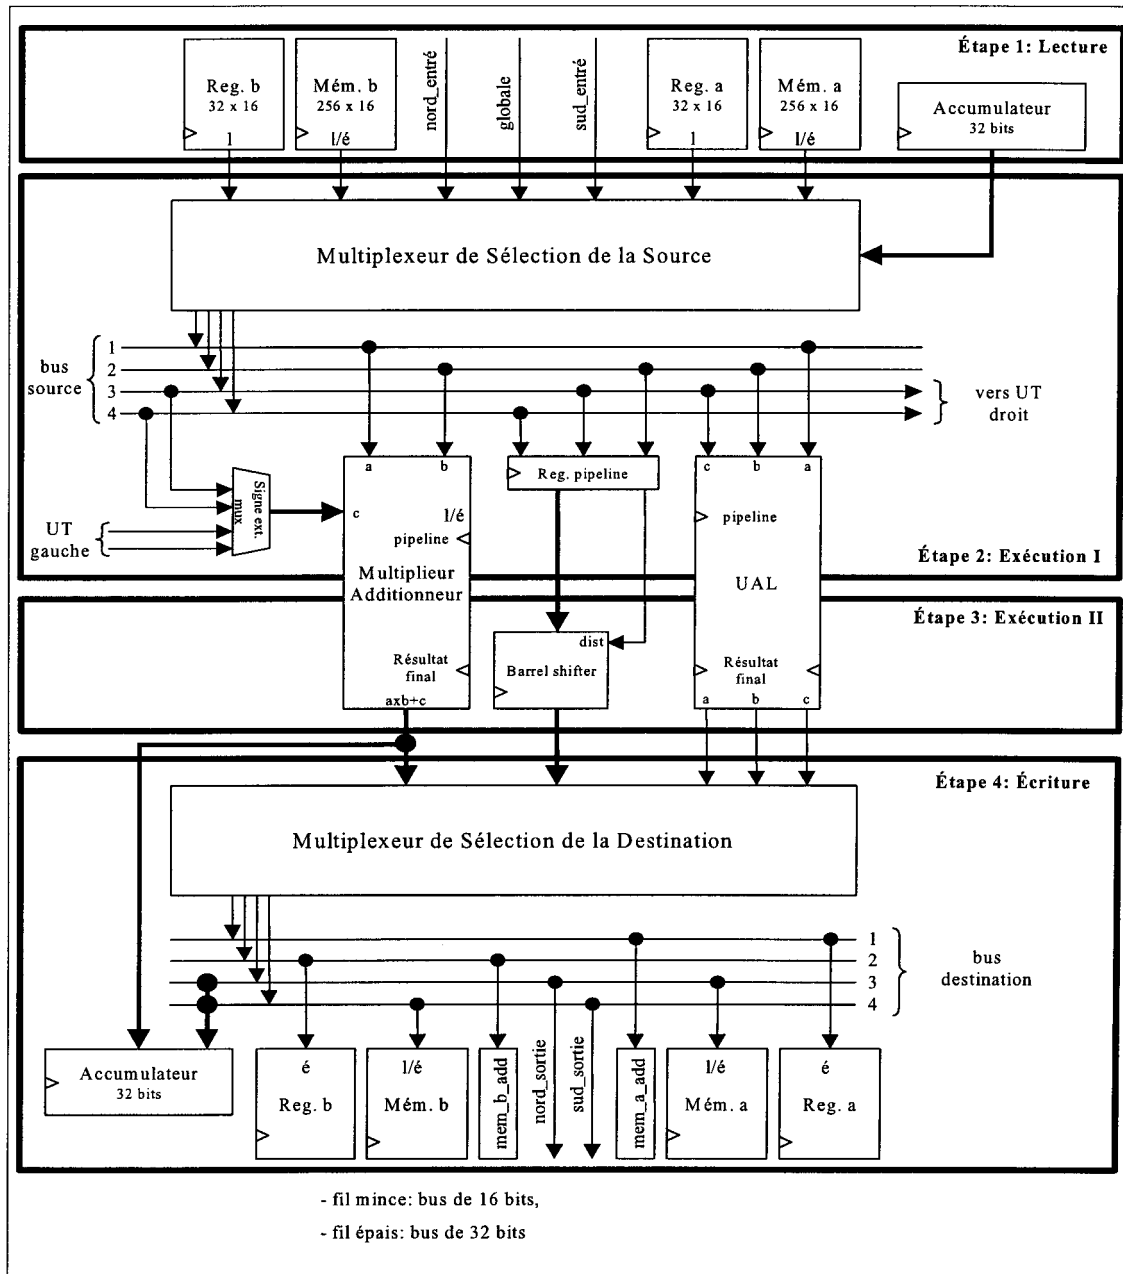 Étape 1: Lecture
Reg. b
32 x 16
l
Mém. b
256 x 16
l/é
nord_entré
globale
sud_entré
Reg. a
32 x 16
l
Mém. a
256 x 16
l/é
Accumulateur
32 bits
Multiplexeur de Sélection de la Source
bus
source
1
2
3
4
vers UT
droit
UT
gauche
Signe ext.
mux
a
b
c
l/é
pipeline
Multiplieur
Additionneur
Résultat
final
axb+c
Reg. pipeline
c
b
a
pipeline
UAL
Résultat
final
a
b
c
Étape 2: Exécution I
Étape 3: Exécution II
dist
Barrel shifter
Étape 4: Écriture
Multiplexeur de Sélection de la Destination
1
2
3
4
bus
destination
Accumulateur
32 bits
é
Reg. b
l/é
Mém. b
mem_b_add
nord_sortie
sud_sortie
mem_a_add
l/é
Mém. a
é
Reg. a
- fil mince: bus de 16 bits,
- fil épais: bus de 32 bits